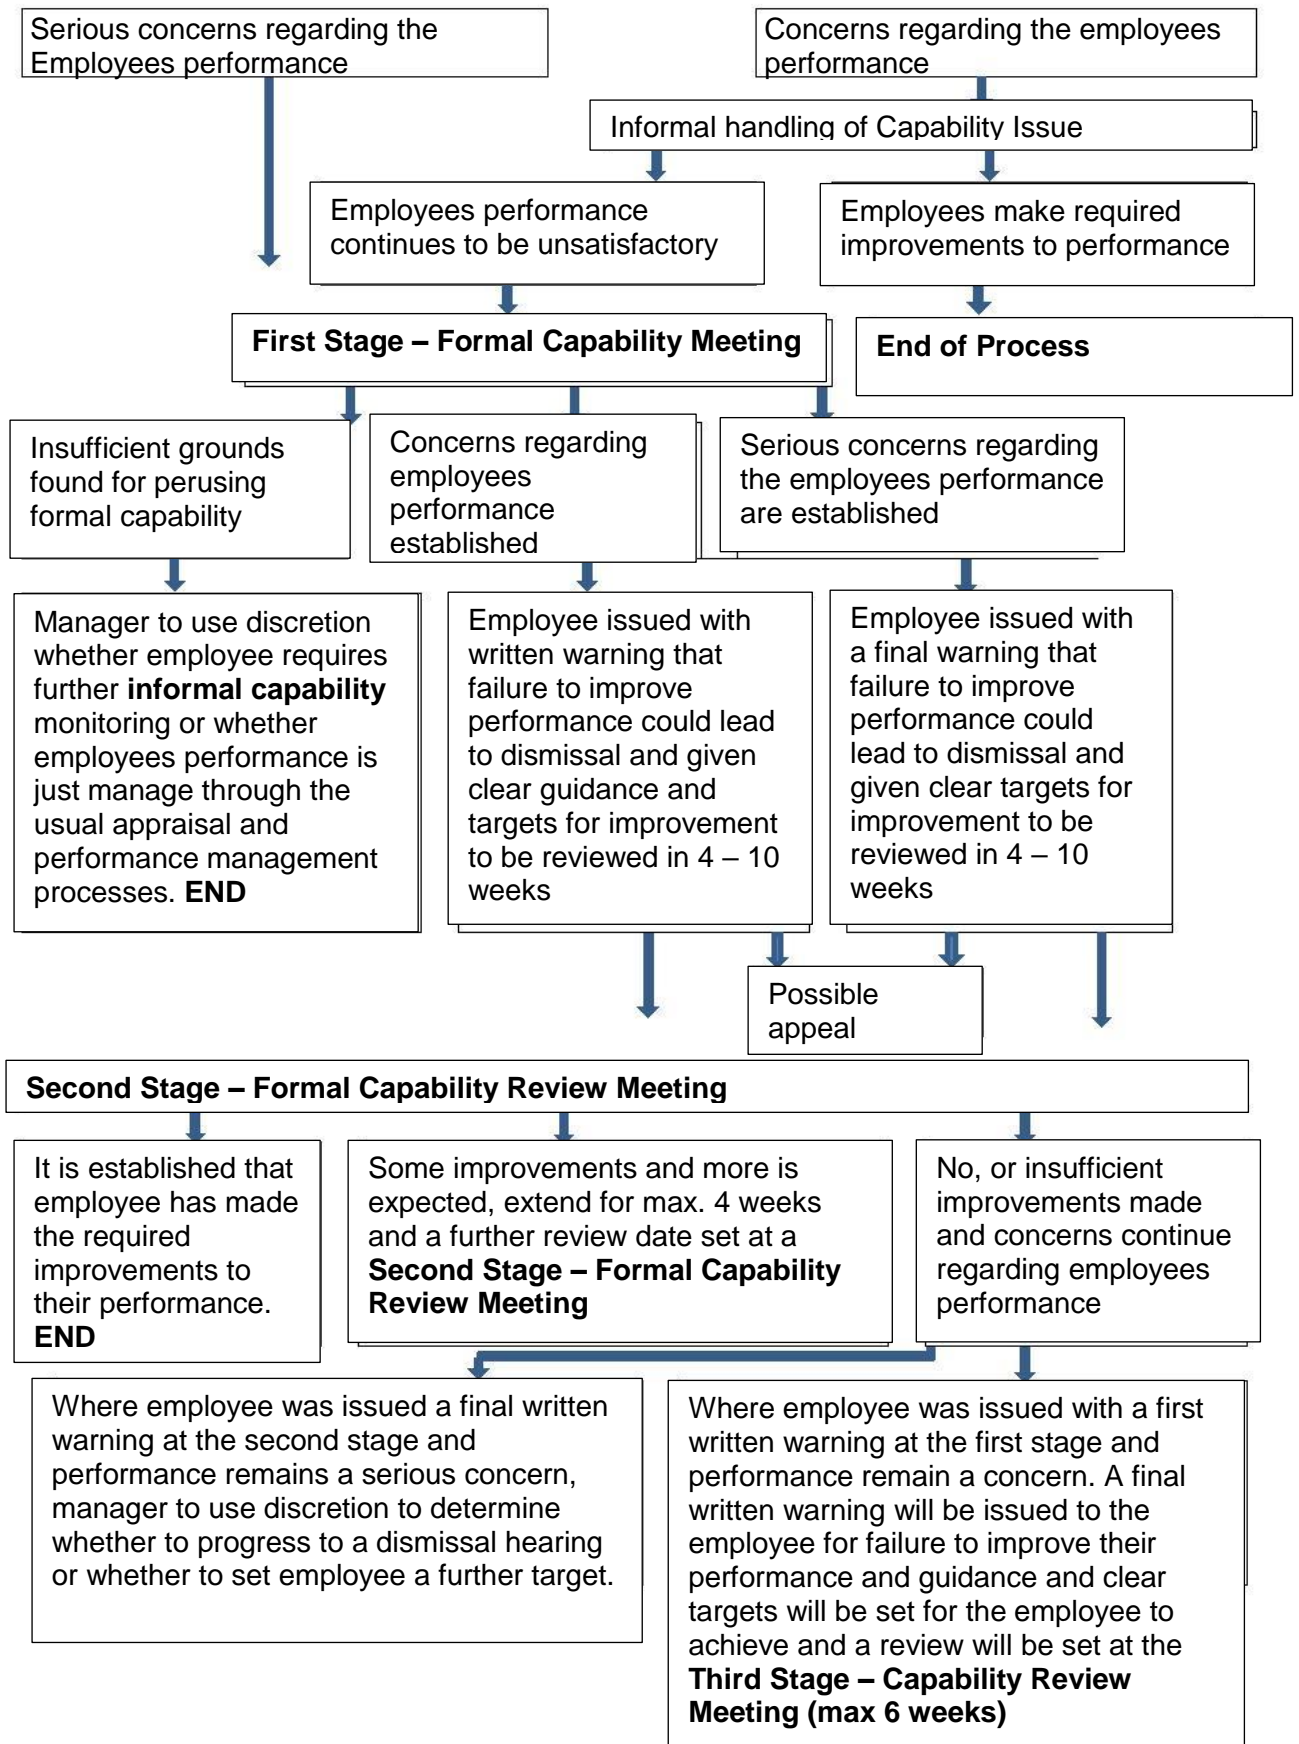 Serious concerns regarding the
Employees performance
Concerns regarding the employees
performance
Informal handling of Capability Issue
Employees performance
continues to be unsatisfactory
Employees make required
improvements to performance
First Stage – Formal Capability Meeting
End of Process
Insufficient grounds
found for perusing
formal capability
Concerns regarding
employees
performance
established
Serious concerns regarding
the employees performance
are established
Manager to use discretion
whether employee requires
further informal capability
monitoring or whether
employees performance is
just manage through the
usual appraisal and
performance management
processes. END
Employee issued with
written warning that
failure to improve
performance could lead
to dismissal and given
clear guidance and
targets for improvement
to be reviewed in 4 – 10
weeks
Employee issued with
a final warning that
failure to improve
performance could
lead to dismissal and
given clear targets for
improvement to be
reviewed in 4 – 10
weeks
Possible
appeal
Second Stage – Formal Capability Review Meeting
It is established that
employee has made
the required
improvements to
their performance.
END
Some improvements and more is
expected, extend for max. 4 weeks
and a further review date set at a
Second Stage – Formal Capability
Review Meeting
No, or insufficient
improvements made
and concerns continue
regarding employees
performance
Where employee was issued a final written
warning at the second stage and
performance remains a serious concern,
manager to use discretion to determine
whether to progress to a dismissal hearing
or whether to set employee a further target.
Where employee was issued with a first
written warning at the first stage and
performance remain a concern. A final
written warning will be issued to the
employee for failure to improve their
performance and guidance and clear
targets will be set for the employee to
achieve and a review will be set at the
Third Stage – Capability Review
Meeting (max 6 weeks)